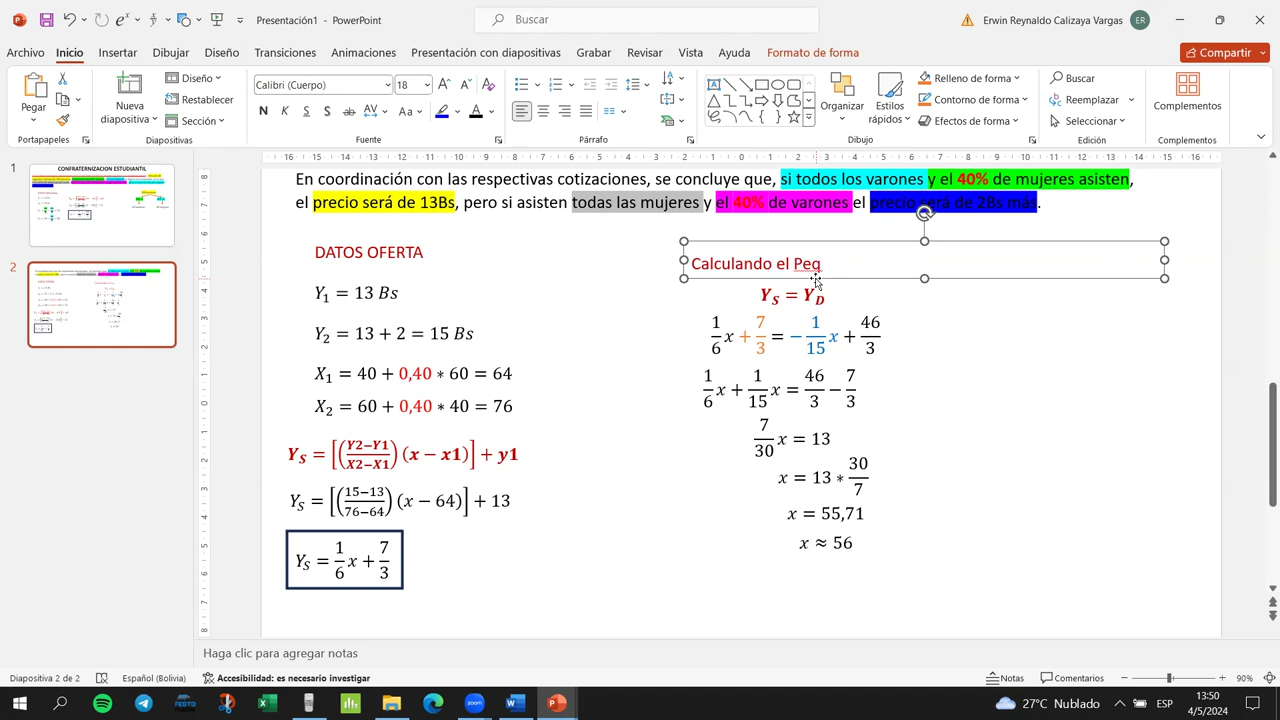 Presentación1 - PowerPoint
Buscar
Erwin Reynaldo Calizaya Vargas
ER
Archivo Inicio Insertar Dibujar Diseño Transiciones Animaciones Presentación con diapositivas Grabar Revisar Vista Ayuda Formato de forma
Compartir
Pegar
Portapapeles
Nueva diapositiva
Diseño
Restablecer
Sección
Diapositivas
Calibri (Cuerpo) 18
N K S S AV Aa
Fuente
Párrafo
Organizar
Estilos rápidos
Relleno de forma
Contorno de forma
Efectos de forma
Dibujo
Buscar
Reemplazar
Seleccionar
Edición
Complementos
Complementos
1
CONFRATERNIZACION ESTUDIANTIL
2
En coordinación con las respectivas cotizaciones, se concluye que, si todos los varones y el 40% de mujeres asisten,
el precio será de 13Bs, pero si asisten todas las mujeres y el 40% de varones el precio será de 28s más.
DATOS OFERTA
Y₁ = 13 Bs
Y₂ = 13 + 2 = 15 Bs
X₁ = 40 + 0,40 ∗ 60 = 64
X₂ = 60 + 0,40 ∗ 40 = 76
Y_S = [((Y2−Y1)/(X2−X1)) (x − x1)] + y1
Y_S = [((15−13)/(76−64)) (x − 64)] + 13
Y_S = 1/6 x + 7/3
Calculando el Peq
Y_S = Y_D
1/6 x + 7/3 = − 1/15 x + 46/3
1/6 x + 1/15 x = 46/3 − 7/3
7/30 x = 13
x = 13 ∗ 30/7
x = 55,71
x ≈ 56
Haga clic para agregar notas
Diapositiva 2 de 2 Español (Bolivia) Accesibilidad: es necesario investigar Notas Comentarios 90%
27°C Nublado ESP 13:50
4/5/2024